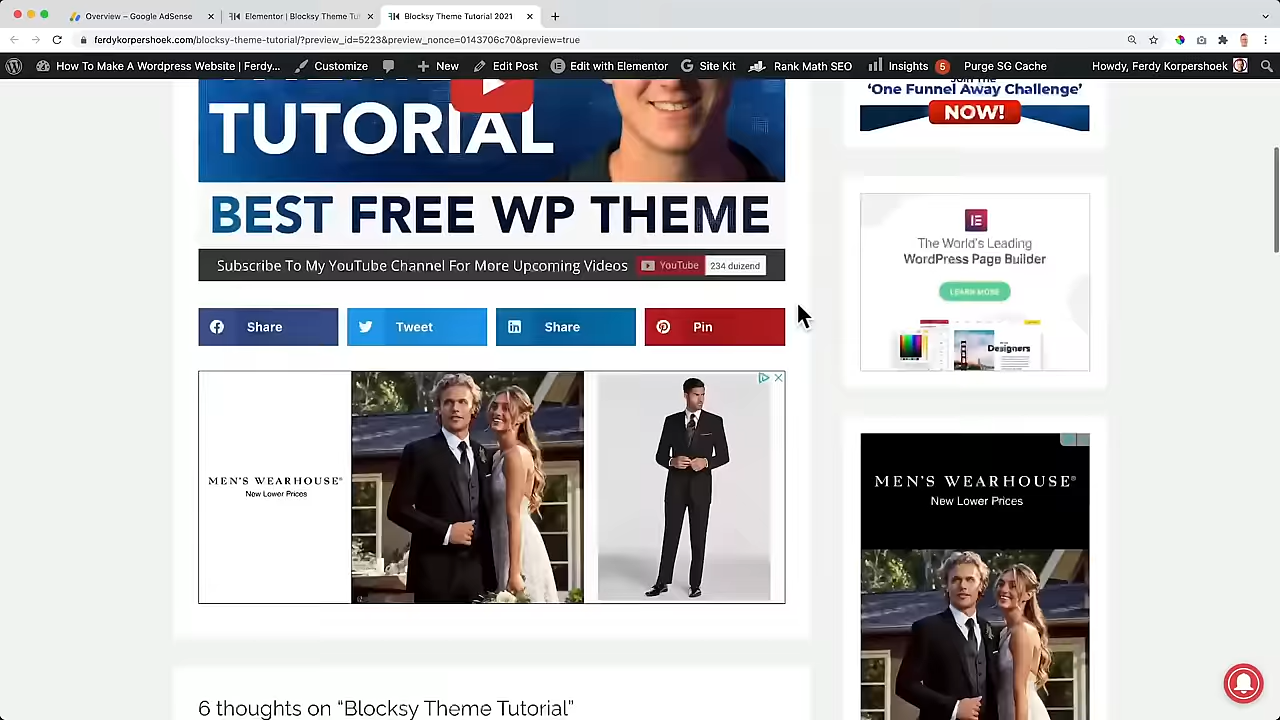 Overview – Google AdSense
Elementor | Blocksy Theme Tu
Blocksy Theme Tutorial 2021
ferdykorpershoek.com/blocksy-theme-tutorial/?preview_id=5223&preview_nonce=0143706c70&preview=true
How To Make A Wordpress Website | Ferdy... Customize New Edit Post Edit with Elementor Site Kit Rank Math SEO Insights 5 Purge SG Cache Howdy, Ferdy Korpershoek
TUTORIAL
BEST FREE WP THEME
Subscribe To My YouTube Channel For More Upcoming Videos YouTube 234 duizend
Share Tweet Share Pin
MEN'S WEARHOUSE®
New Lower Prices
6 thoughts on “Blocksy Theme Tutorial”
Join The
‘One Funnel Away Challenge’
NOW!
The World's Leading
WordPress Page Builder
LEARN MORE
Designers
MEN'S WEARHOUSE®
New Lower Prices